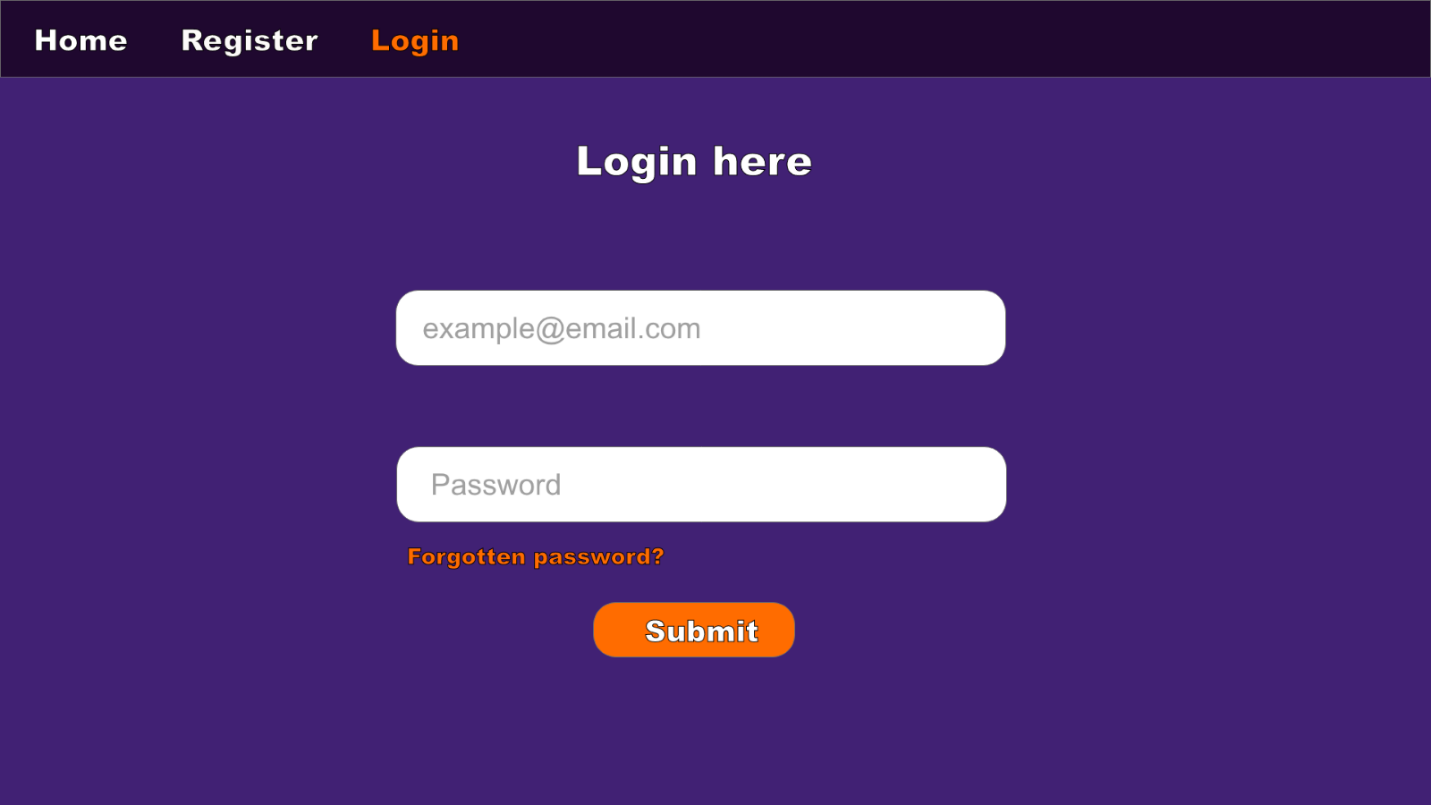 Home Register Login
Login here
example@email.com
Password
Forgotten password?
Submit